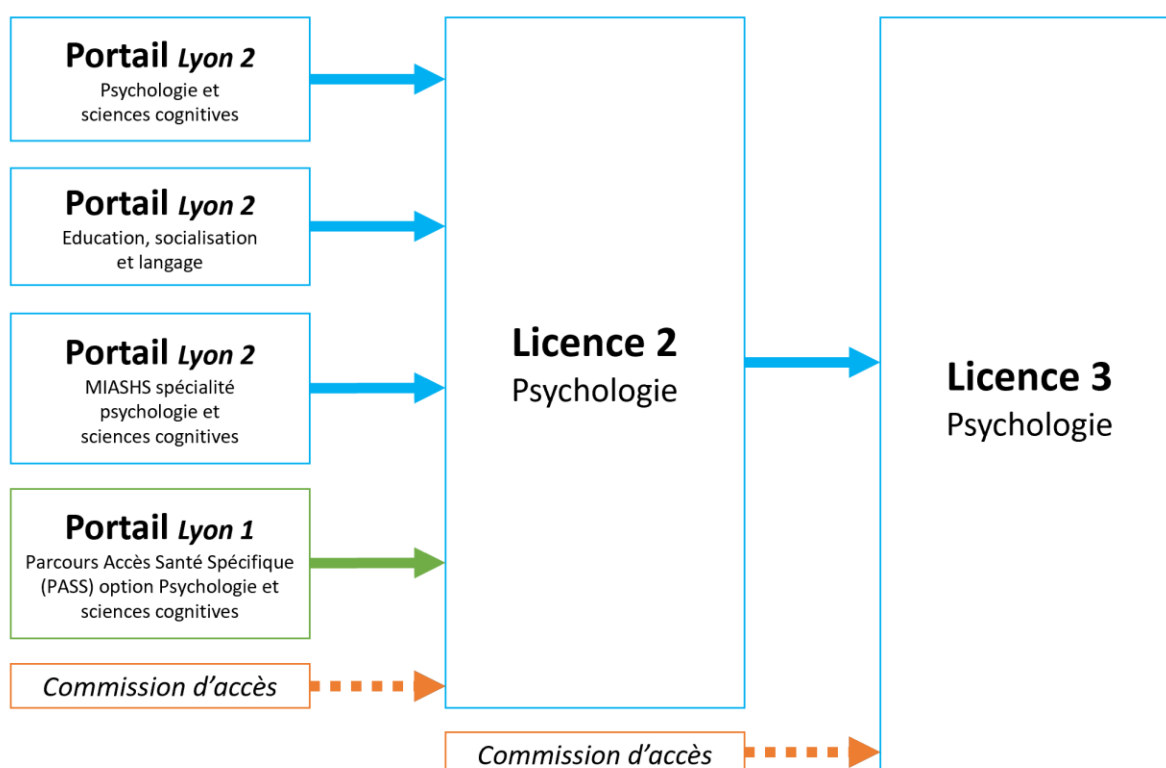 Portail Lyon 2
Psychologie et
sciences cognitives
Portail Lyon 2
Education, socialisation
et langage
Portail Lyon 2
MIASHS spécialité
psychologie et
sciences cognitives
Portail Lyon 1
Parcours Accès Santé Spécifique
(PASS) option Psychologie et
sciences cognitives
Commission d’accès
Licence 2
Psychologie
Commission d’accès
Licence 3
Psychologie